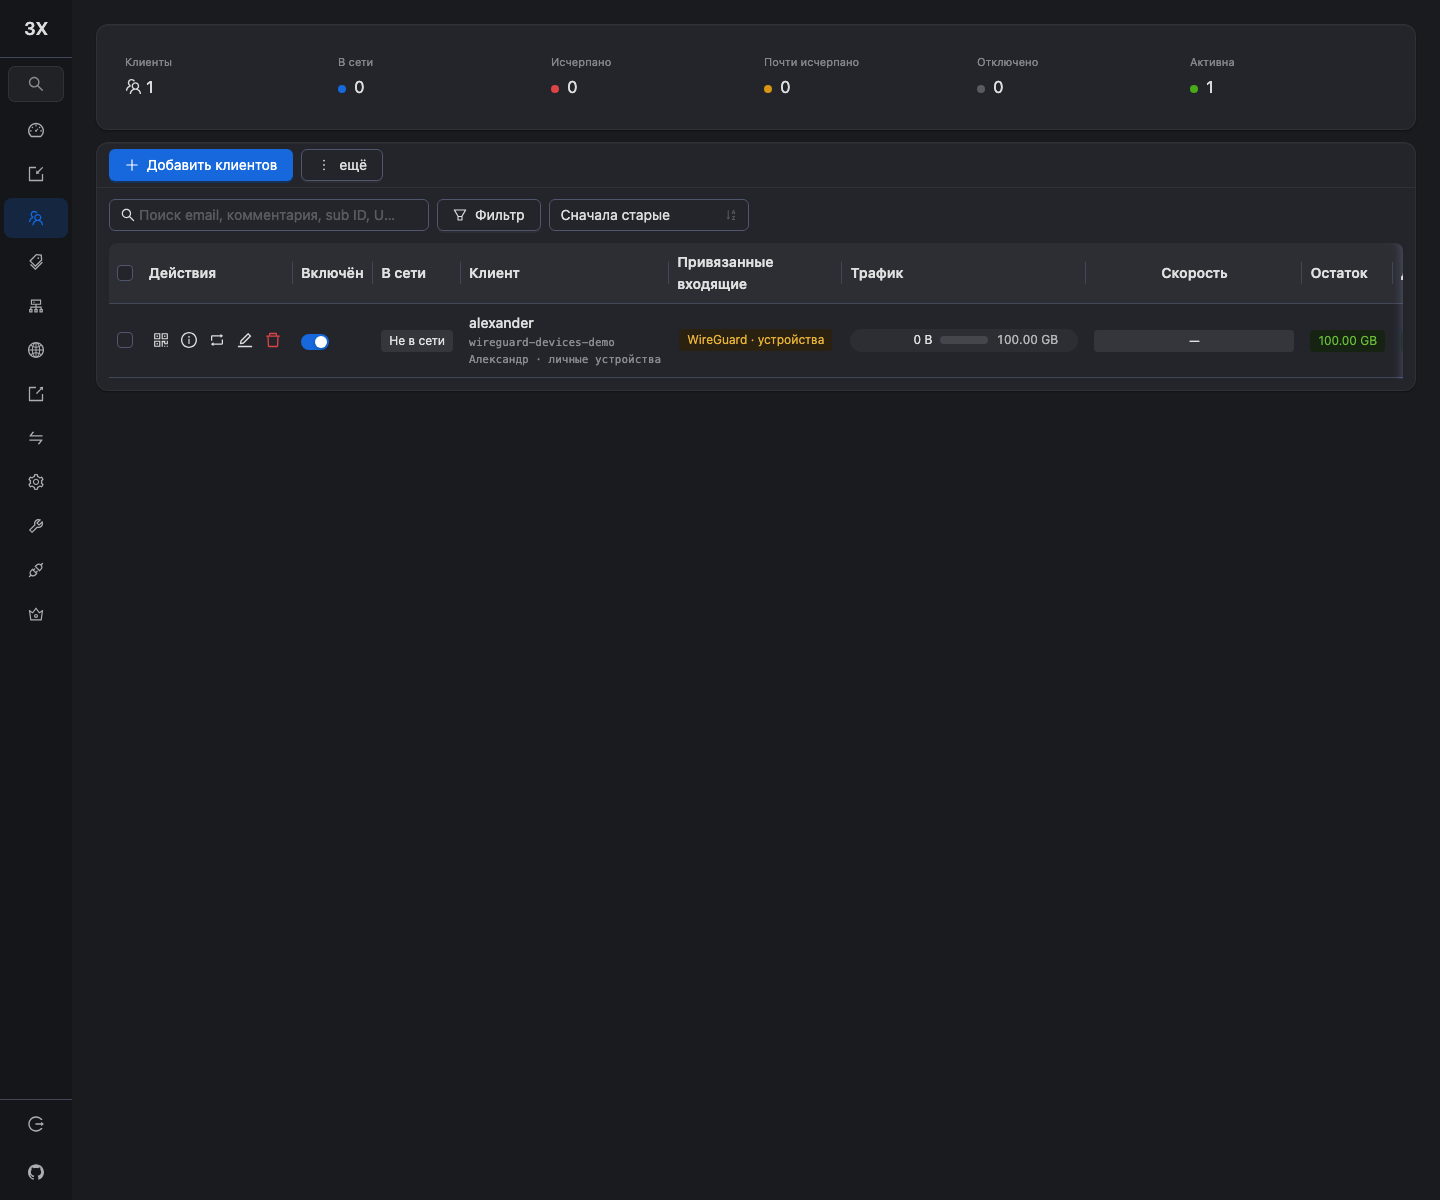 3X
Клиенты
1
В сети
0
Исчерпано
0
Почти исчерпано
0
Отключено
0
Активна
1
Добавить клиентов
ещё
Поиск email, комментария, sub ID, U...
Фильтр
Сначала старые
Действия
Включён
В сети
Клиент
Привязанные
входящие
Трафик
Скорость
Остаток
Не в сети
alexander
wireguard-devices-demo
Александр · личные устройства
WireGuard · устройства
0 B
100.00 GB
—
100.00 GB